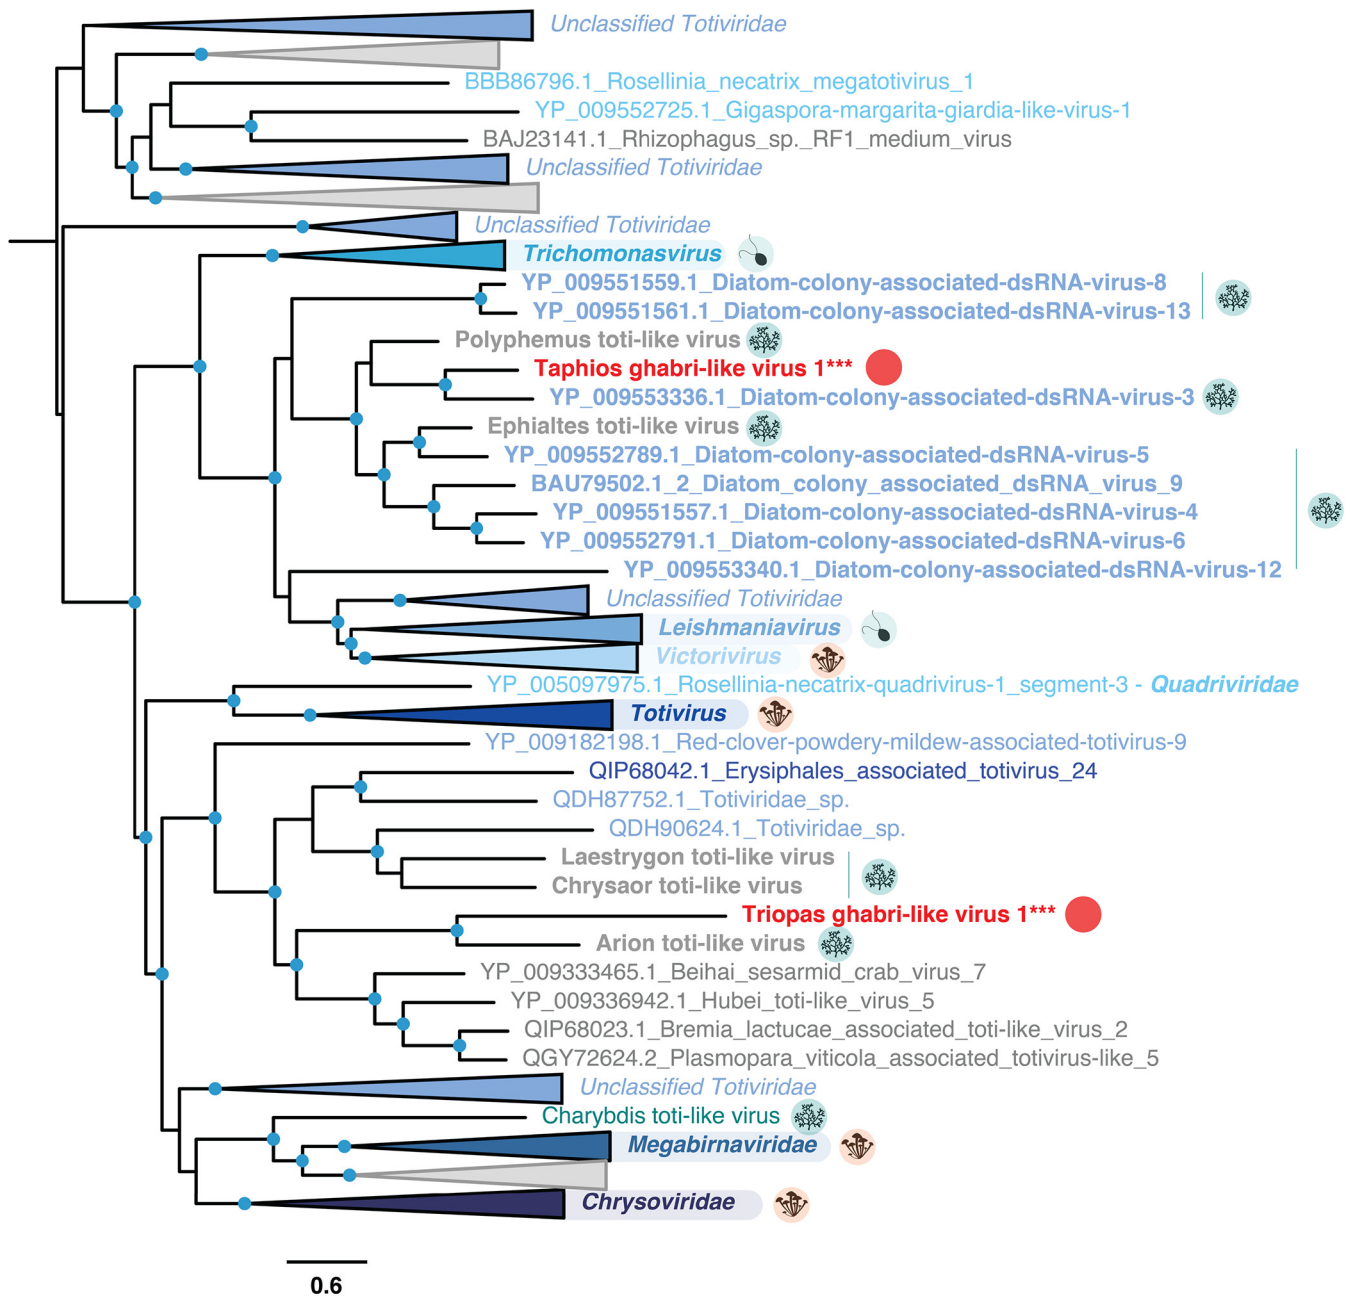 Unclassified Totiviridae
BBB86796.1_Rosellinia_necatrix_megatotivirus_1
YP_009552725.1_Gigaspora-margarita-giardia-like-virus-1
BAJ23141.1_Rhizophagus_sp._RF1_medium_virus
Unclassified Totiviridae
Unclassified Totiviridae
Trichomonasvirus
YP_009551559.1_Diatom-colony-associated-dsRNA-virus-8
YP_009551561.1_Diatom-colony-associated-dsRNA-virus-13
Polyphemus toti-like virus
Taphios ghabri-like virus 1***
YP_009553336.1_Diatom-colony-associated-dsRNA-virus-3
Ephialtes toti-like virus
YP_009552789.1_Diatom-colony-associated-dsRNA-virus-5
BAU79502.1_2_Diatom_colony_associated_dsRNA_virus_9
YP_009551557.1_Diatom-colony-associated-dsRNA-virus-4
YP_009552791.1_Diatom-colony-associated-dsRNA-virus-6
YP_009553340.1_Diatom-colony-associated-dsRNA-virus-12
Unclassified Totiviridae
Leishmaniavirus
Victorivirus
YP_005097975.1_Rosellinia-necatrix-quadrivirus-1_segment-3 - Quadriviridae
Totivirus
YP_009182198.1_Red-clover-powdery-mildew-associated-totivirus-9
QIP68042.1_Erysiphales_associated_totivirus_24
QDH87752.1_Totiviridae_sp.
QDH90624.1_Totiviridae_sp.
Laestrygon toti-like virus
Chrysaor toti-like virus
Triopas ghabri-like virus 1***
Arion toti-like virus
YP_009333465.1_Beihai_sesarmid_crab_virus_7
YP_009336942.1_Hubei_toti-like_virus_5
QIP68023.1_Bremia_lactucae_associated_toti-like_virus_2
QGY72624.2_Plasmopara_viticola_associated_totivirus-like_5
Unclassified Totiviridae
Charybdis toti-like virus
Megabirnaviridae
Chrysoviridae
0.6